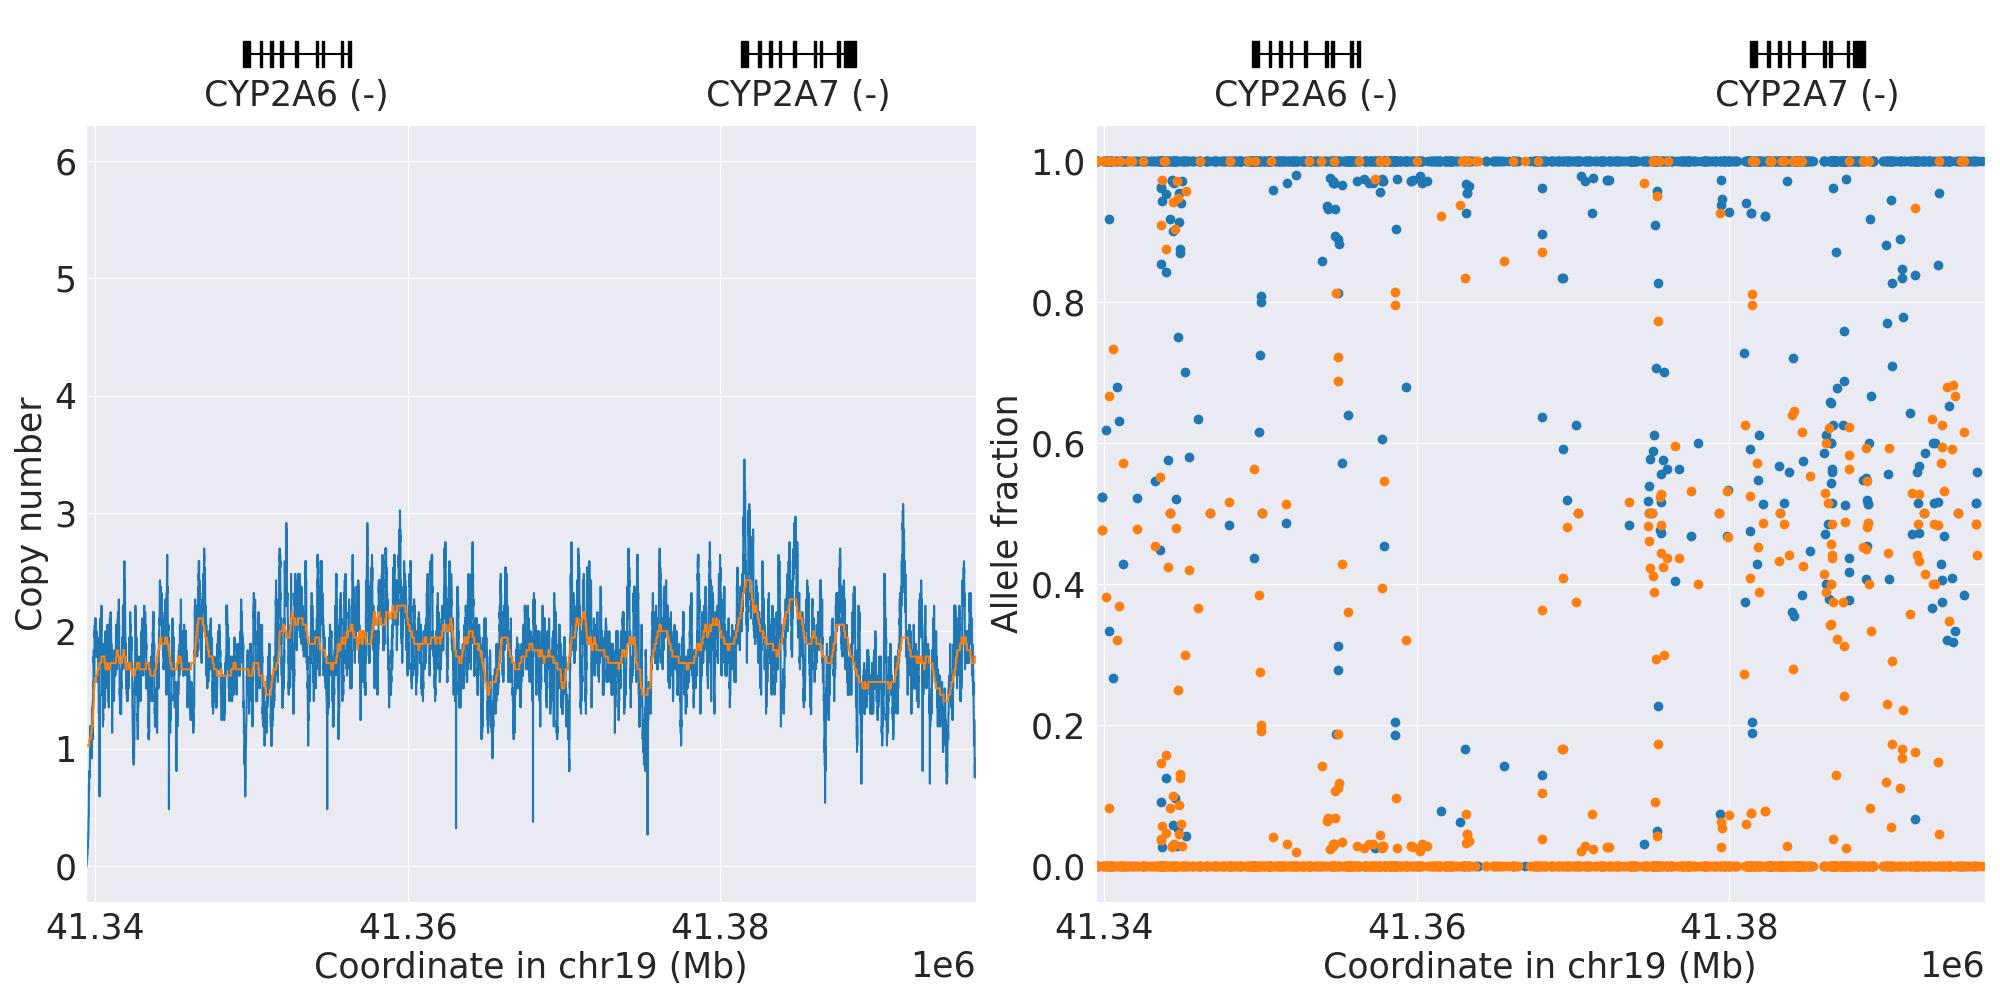 CYP2A6 (-) CYP2A7 (-) CYP2A6 (-) CYP2A7 (-)
Copy number
6
5
4
3
2
1
0
41.34 41.36 41.38
Coordinate in chr19 (Mb) 1e6
Allele fraction
1.0
0.8
0.6
0.4
0.2
0.0
41.34 41.36 41.38
Coordinate in chr19 (Mb) 1e6